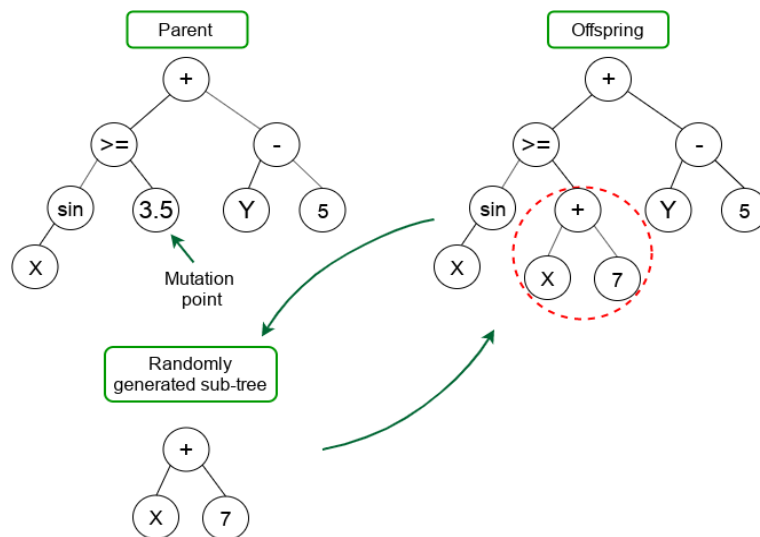 Parent
Offspring
+
+
>=
-
>=
-
sin
3.5
Y
5
sin
+
Y
5
X
Mutation
point
X
X
7
Randomly
generated sub-tree
+
X
7